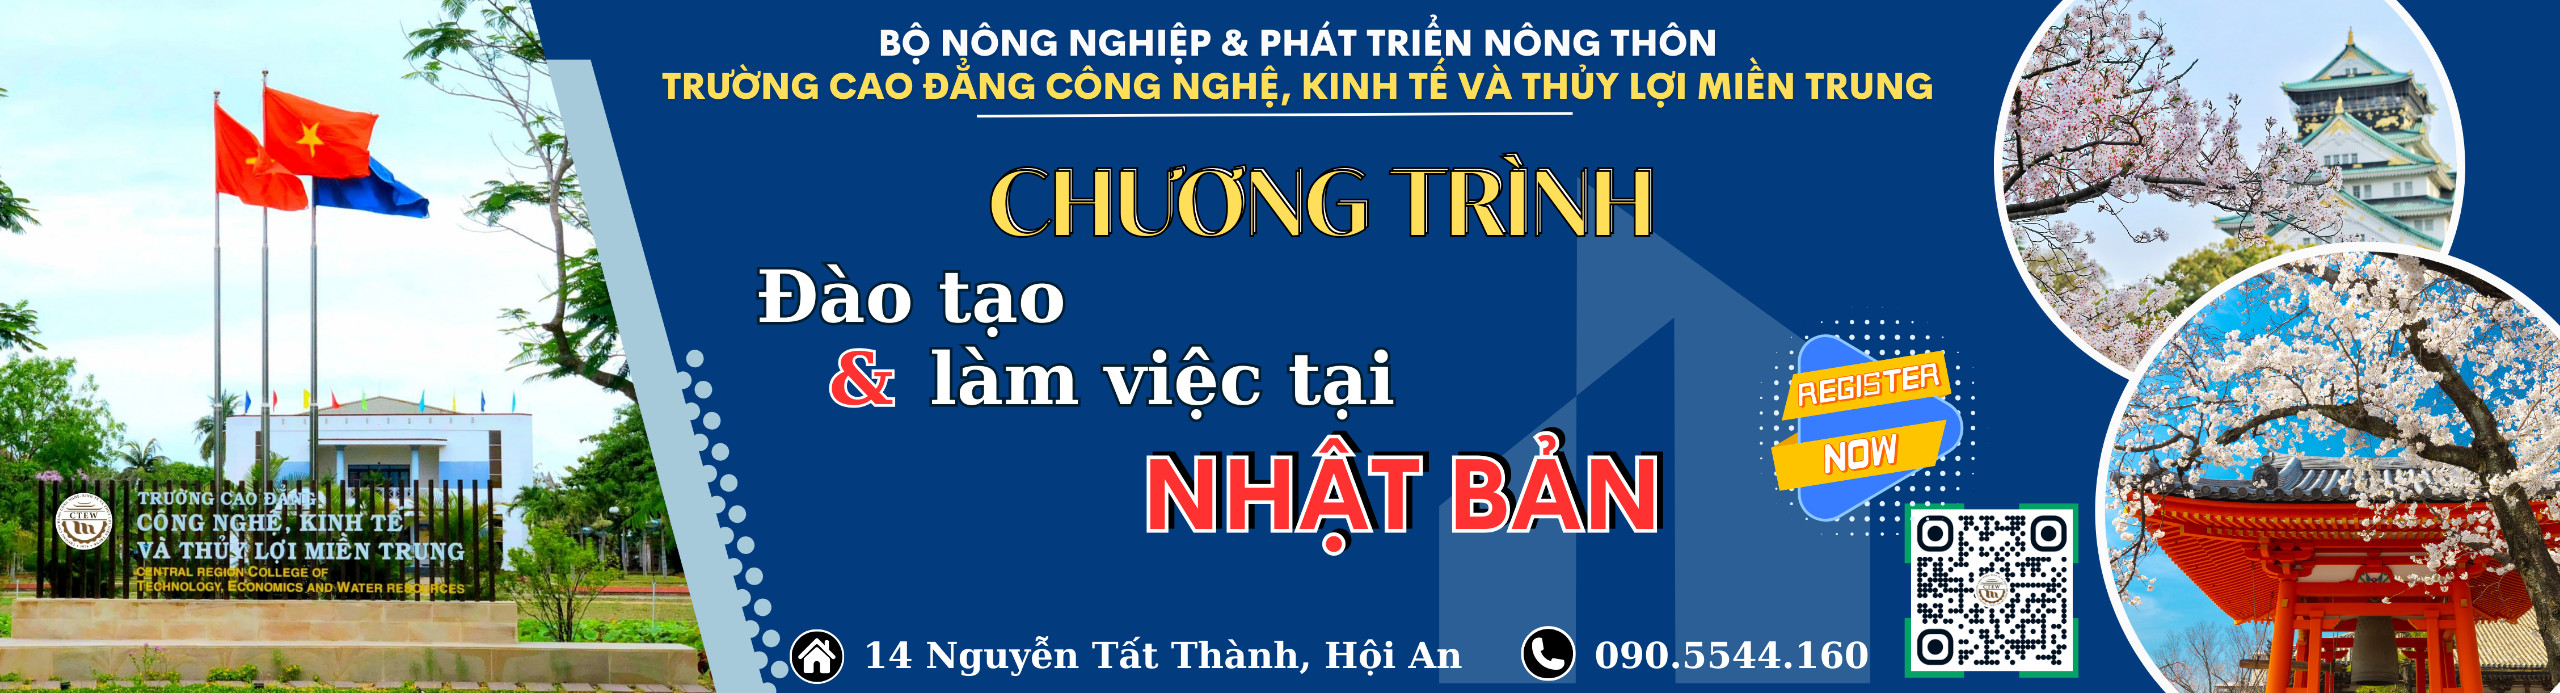 BỘ NÔNG NGHIỆP & PHÁT TRIỂN NÔNG THÔN
TRƯỜNG CAO ĐẲNG CÔNG NGHỆ, KINH TẾ VÀ THỦY LỢI MIỀN TRUNG
CHƯƠNG TRÌNH
Đào tạo
& làm việc tại
NHẬT BẢN
REGISTER
NOW
14 Nguyễn Tất Thành, Hội An
090.5544.160
TRƯỜNG CAO ĐẲNG
CÔNG NGHỆ, KINH TẾ
VÀ THỦY LỢI MIỀN TRUNG
CENTRAL REGION COLLEGE OF
TECHNOLOGY, ECONOMICS AND WATER RESOURCES
CTEW